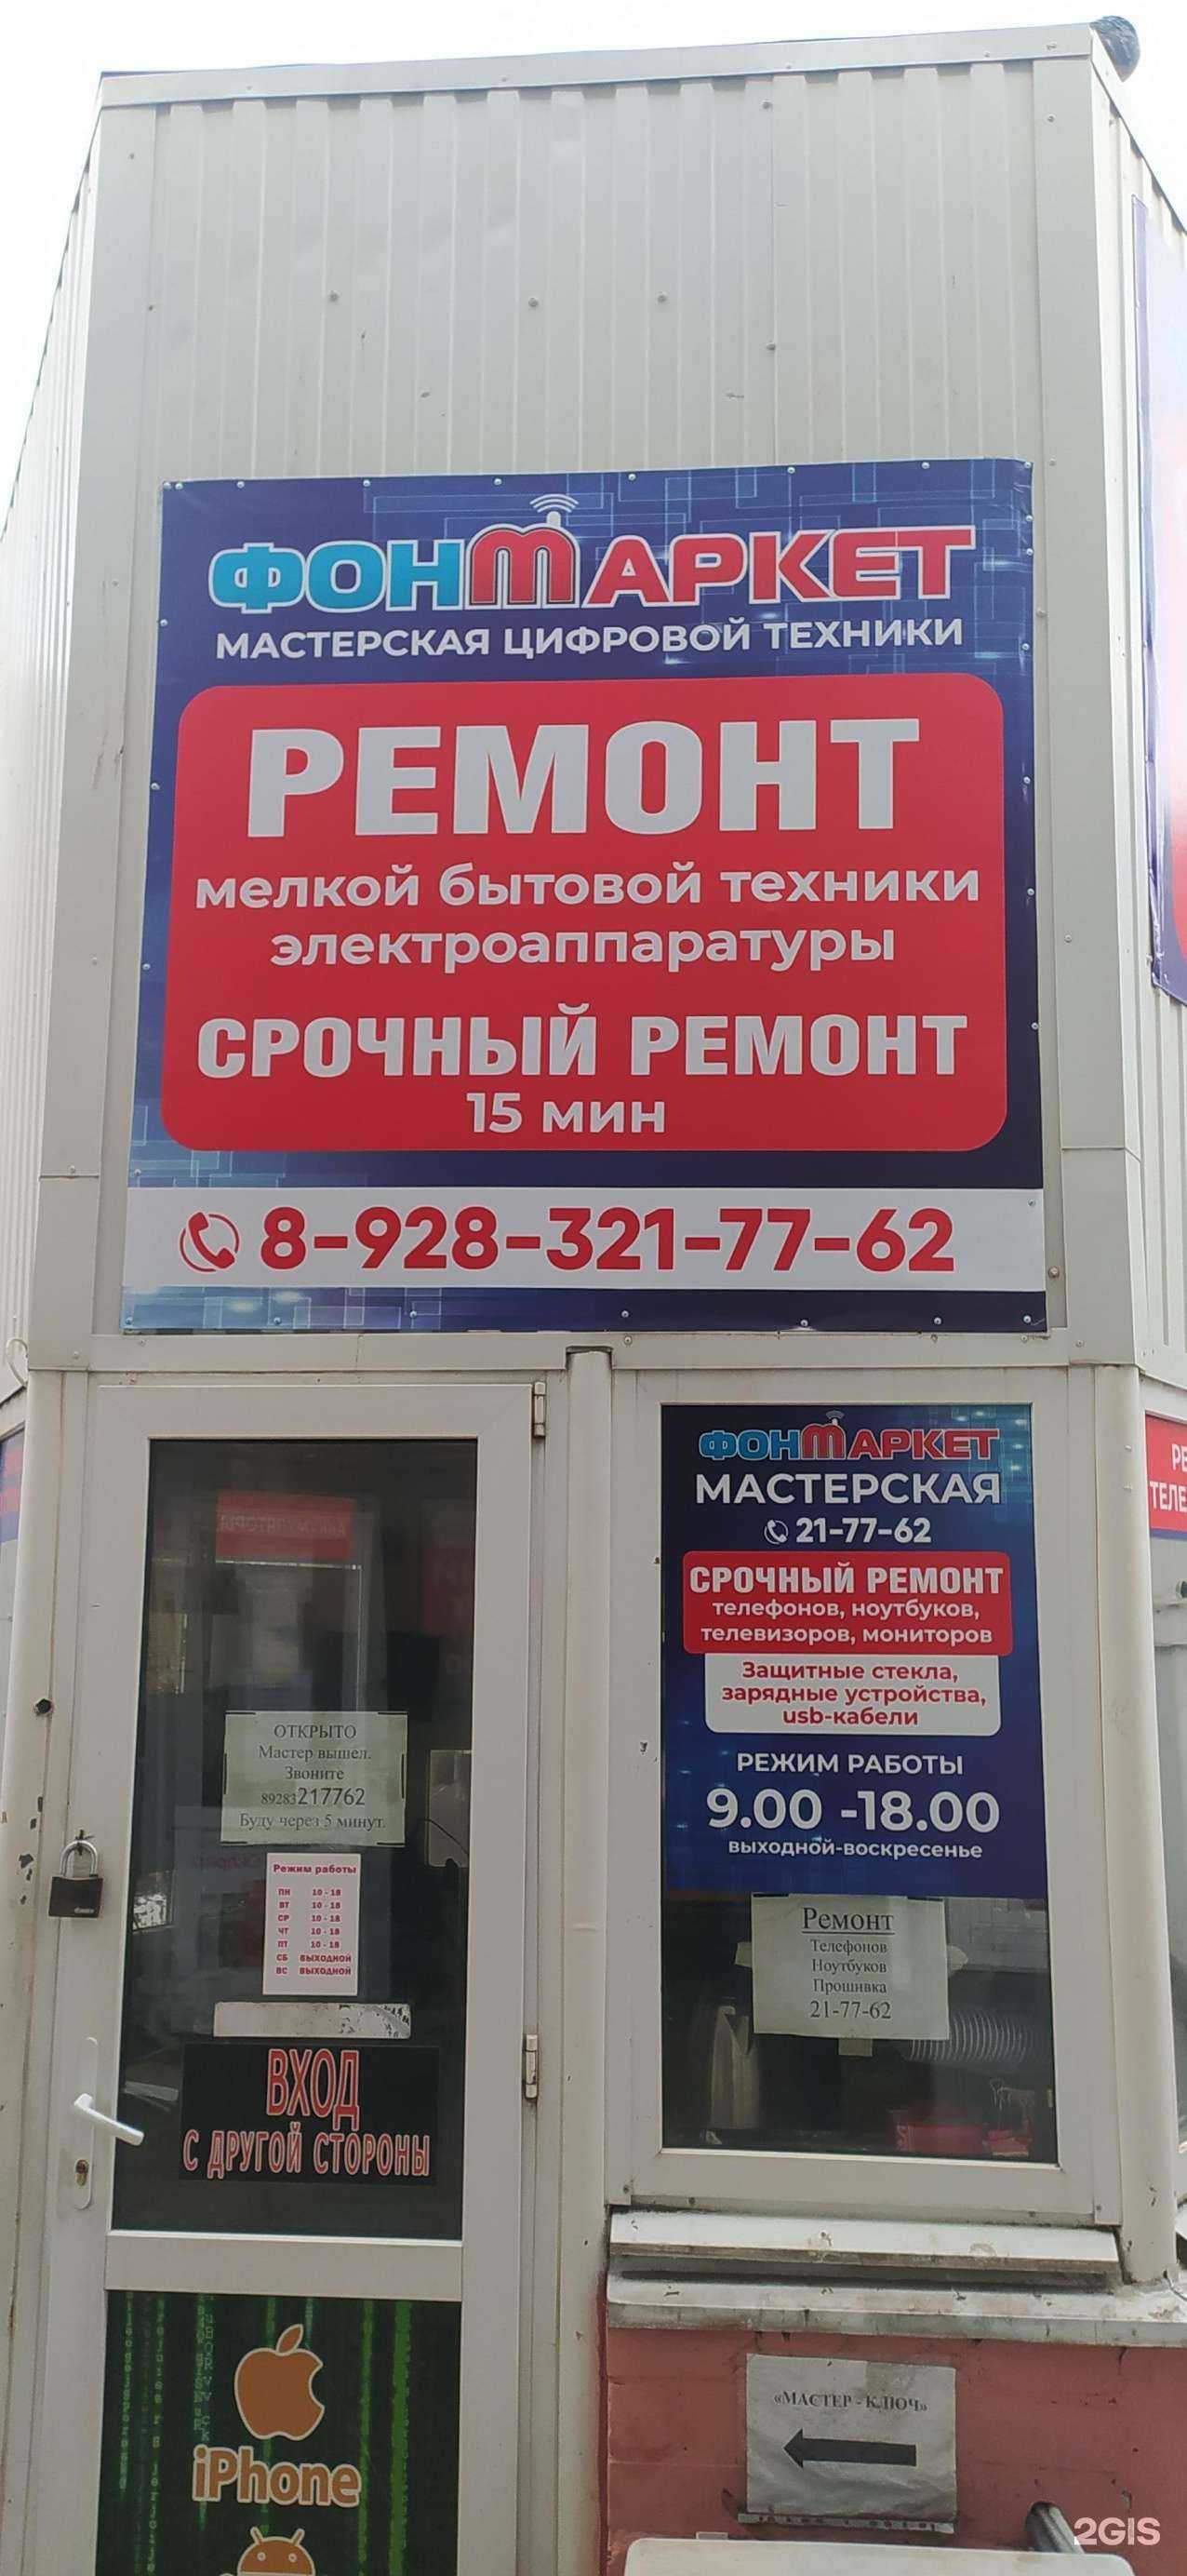 ФОНМАРКЕТ
МАСТЕРСКАЯ ЦИФРОВОЙ ТЕХНИКИ
РЕМОНТ
мелкой бытовой техники
электроаппаратуры
СРОЧНЫЙ РЕМОНТ
15 мин
8-928-321-77-62
ФОНМАРКЕТ
МАСТЕРСКАЯ
21-77-62
СРОЧНЫЙ РЕМОНТ
телефонов, ноутбуков,
телевизоров, мониторов
Защитные стекла,
зарядные устройства,
usb-кабели
РЕЖИМ РАБОТЫ
9.00 -18.00
выходной-воскресенье
Ремонт
Телефонов
Ноутбуков
Прошивка
21-77-62
ОТКРЫТО
Мастер вышел.
Звоните
89283217762
Буду через 5 минут.
Режим работы
ПН 10 - 18
ВТ 10 - 18
СР 10 - 18
ЧТ 10 - 18
ПТ 10 - 18
СБ ВЫХОДНОЙ
ВС ВЫХОДНОЙ
ВХОД
С ДРУГОЙ СТОРОНЫ
iPhone
«МАСТЕР - КЛЮЧ»
РЕ
ТЕЛЕ
2GIS